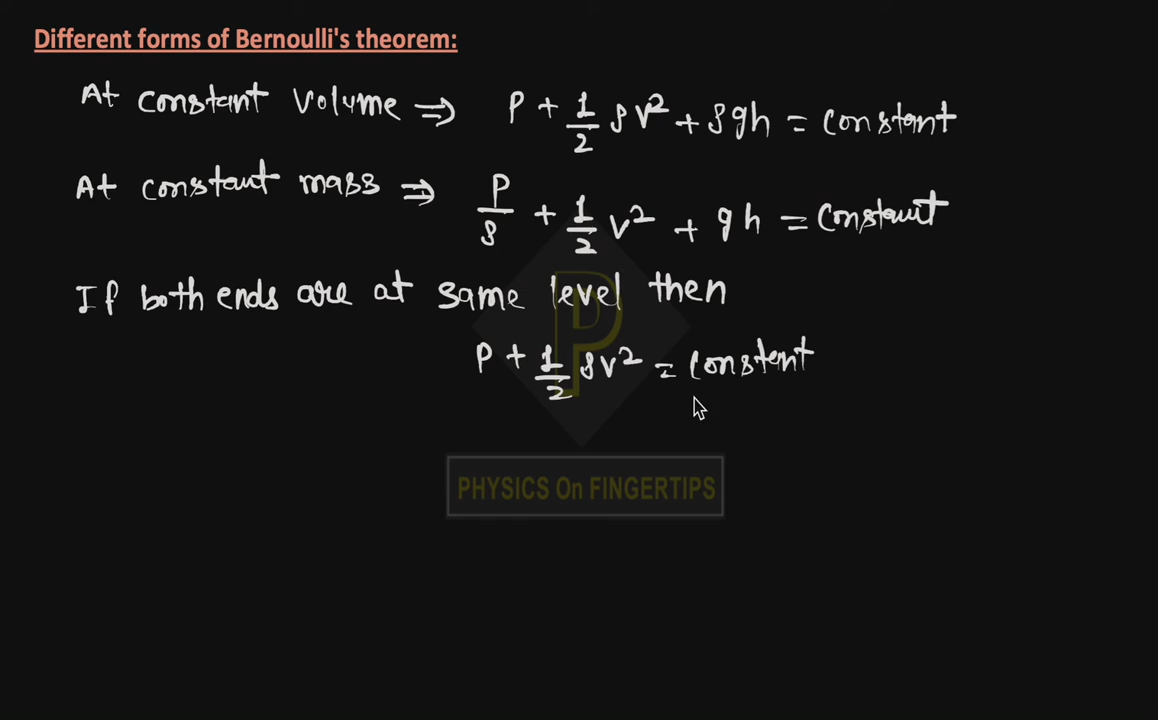 Different forms of Bernoulli's theorem:
At constant volume ⇒ P + 1/2 ρv² + ρgh = constant
At constant mass ⇒ P/ρ + 1/2 v² + gh = constant
If both ends are at same level then
P + 1/2 ρv² = constant
P
PHYSICS On FINGERTIPS